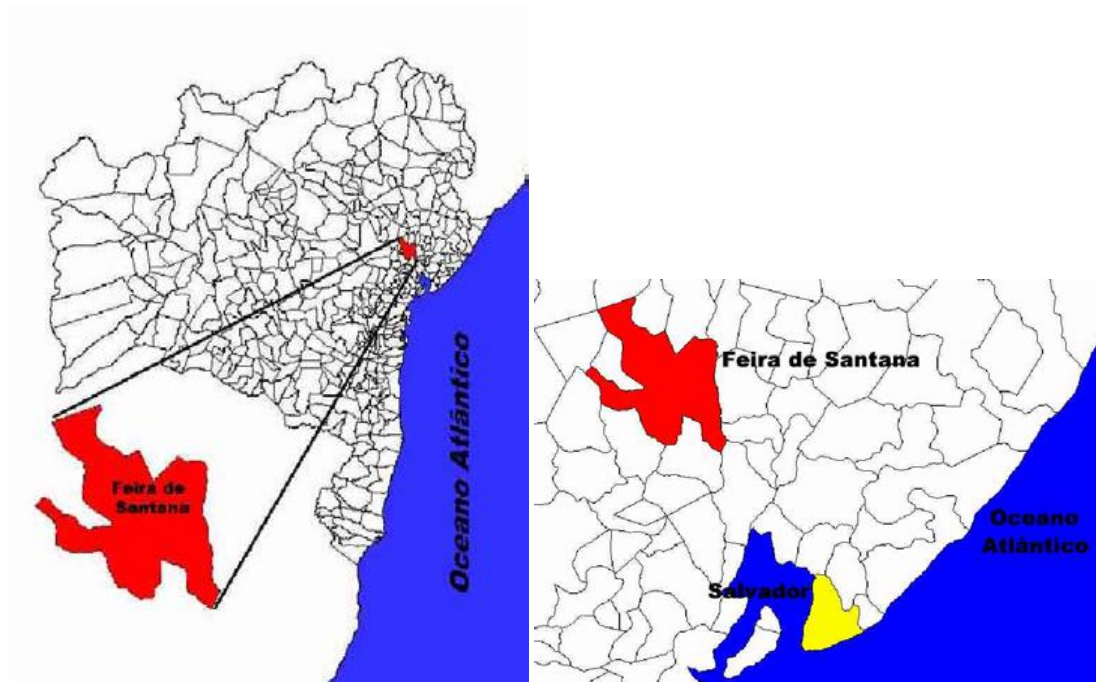 Feira de
Santana
Oceano Atlântico
Feira de Santana
Oceano
Atlântico
Salvador